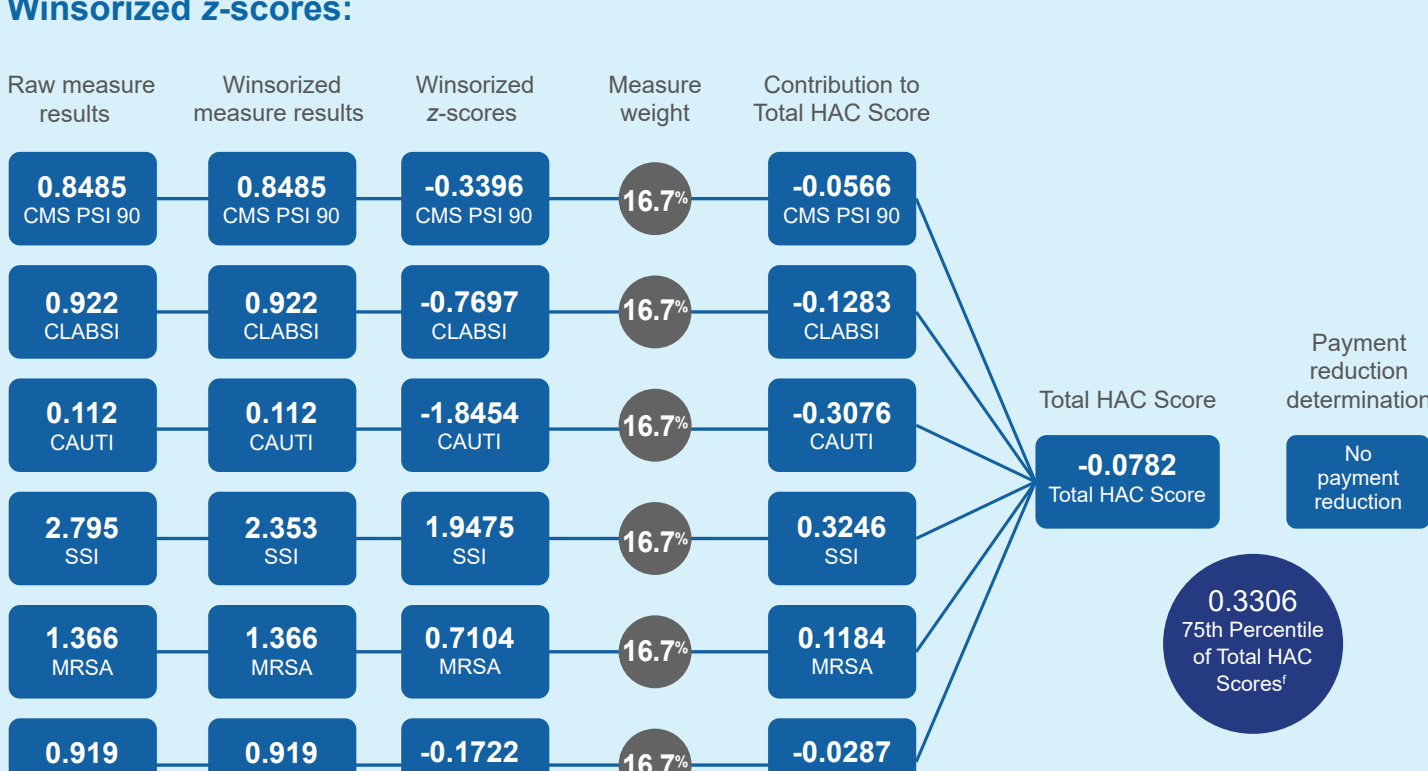 Winsorized z-scores:
Raw measure results
Winsorized measure results
Winsorized z-scores
Measure weight
Contribution to Total HAC Score
0.8485
CMS PSI 90
0.8485
CMS PSI 90
-0.3396
CMS PSI 90
16.7%
-0.0566
CMS PSI 90
0.922
CLABSI
0.922
CLABSI
-0.7697
CLABSI
16.7%
-0.1283
CLABSI
0.112
CAUTI
0.112
CAUTI
-1.8454
CAUTI
16.7%
-0.3076
CAUTI
2.795
SSI
2.353
SSI
1.9475
SSI
16.7%
0.3246
SSI
1.366
MRSA
1.366
MRSA
0.7104
MRSA
16.7%
0.1184
MRSA
0.919
0.919
-0.1722
16.7%
-0.0287
Total HAC Score
-0.0782
Total HAC Score
Payment
reduction
determination
No
payment
reduction
0.3306
75th Percentile
of Total HAC
Scoresf